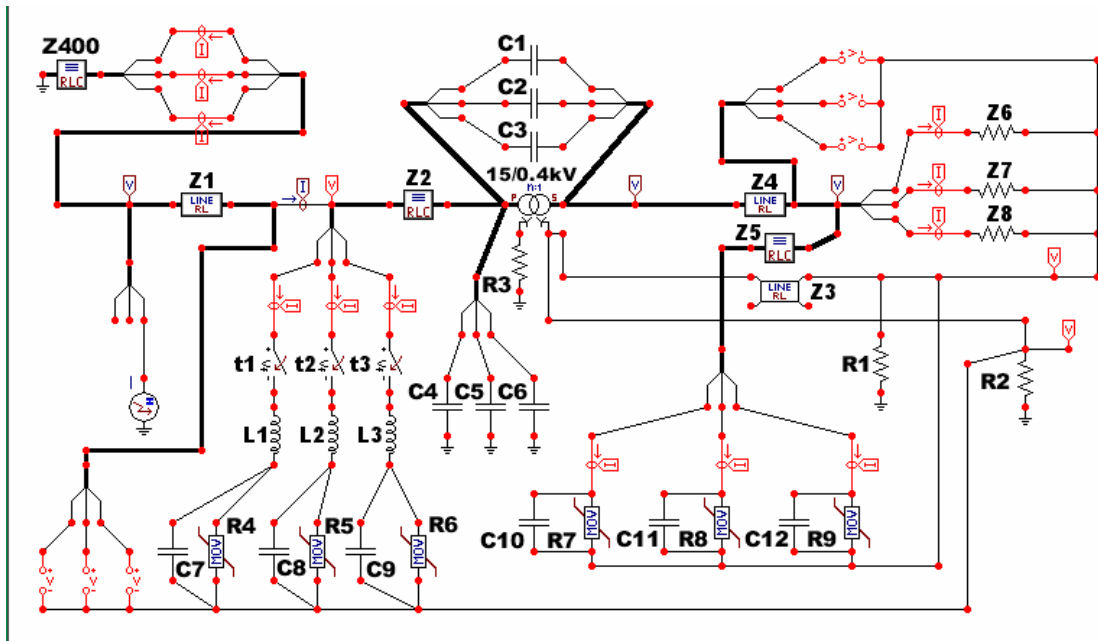 Z400
RLC
I
I
I
C1
C2
C3
15/0.4kV
n:1
P
S
V
Z1
LINE
RL
I
V
Z2
RLC
V
Z4
LINE
RL
V
+ V -
+ V -
+ V -
I
Z6
I
Z7
I
Z8
Z5
RLC
R3
LINE
RL
Z3
V
V
R1
R2
I
I
I
t1
t2
t3
C4
C5
C6
I
H
L1
L2
L3
I
I
I
R4
R5
R6
MOV
MOV
MOV
C7
C8
C9
C10
R7
MOV
C11
R8
MOV
C12
R9
MOV
+ V -
+ V -
+ V -